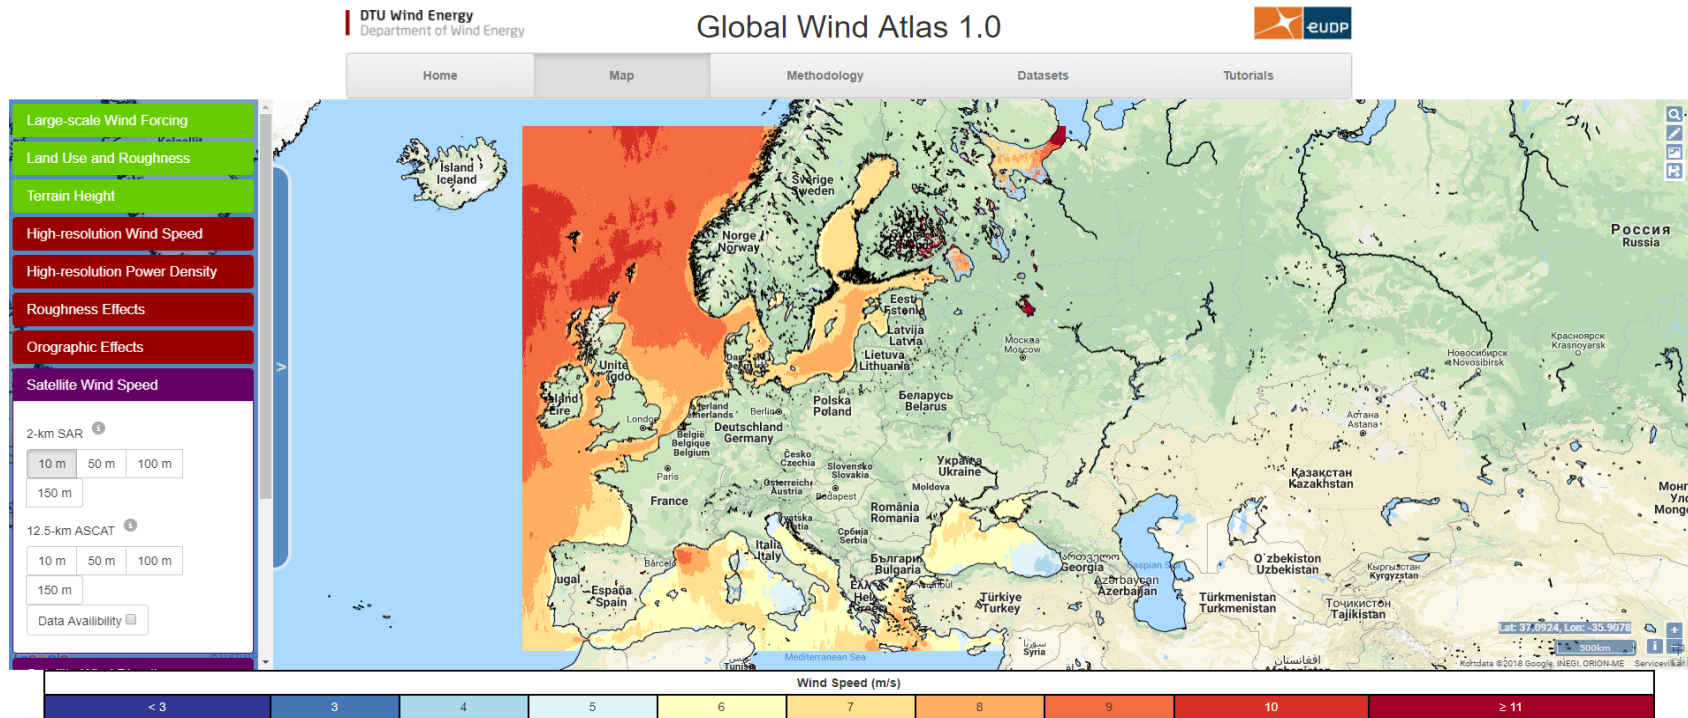 DTU Wind Energy
Department of Wind Energy
Global Wind Atlas 1.0
EUDP
Home
Map
Methodology
Datasets
Tutorials
Large-scale Wind Forcing
Land Use and Roughness
Terrain Height
High-resolution Wind Speed
High-resolution Power Density
Roughness Effects
Orographic Effects
Satellite Wind Speed
2-km SAR
10 m
50 m
100 m
150 m
12.5-km ASCAT
10 m
50 m
100 m
150 m
Data Availibility
>
Ísland
Iceland
Sverige
Sweden
Norge
Norway
Россия
Russia
Eesti
Estonia
Latvija
Latvia
Lietuva
Lithuania
Москва
Moscow
Красноярск
Krasnoyarsk
Новосибирск
Novosibirsk
Беларусь
Belarus
Polska
Poland
Berlin
Deutschland
Germany
London
België
Belgique
Belgium
Paris
France
Česko
Czechia
Slovensko
Slovakia
Österreich
Austria
Budapest
Україна
Ukraine
Moldova
România
Romania
Србија
Serbia
Italia
Italy
България
Bulgaria
España
Spain
Türkiye
Turkey
Georgia
Azərbaycan
Azerbaijan
Caspian Sea
Астана
Astana
Қазақстан
Kazakhstan
O`zbekiston
Uzbekistan
Кыргызстан
Kyrgyzstan
Türkmenistan
Turkmenistan
Тоҷикистон
Tajikistan
سوريا
Syria
افغانستان
Mediterranean Sea
Lat: 37.0924, Lon: -35.9078
500km
Kortdata ©2018 Google, INEGI, ORION-ME
Servicevilkår
Wind Speed (m/s)
< 3
3
4
5
6
7
8
9
10
≥ 11